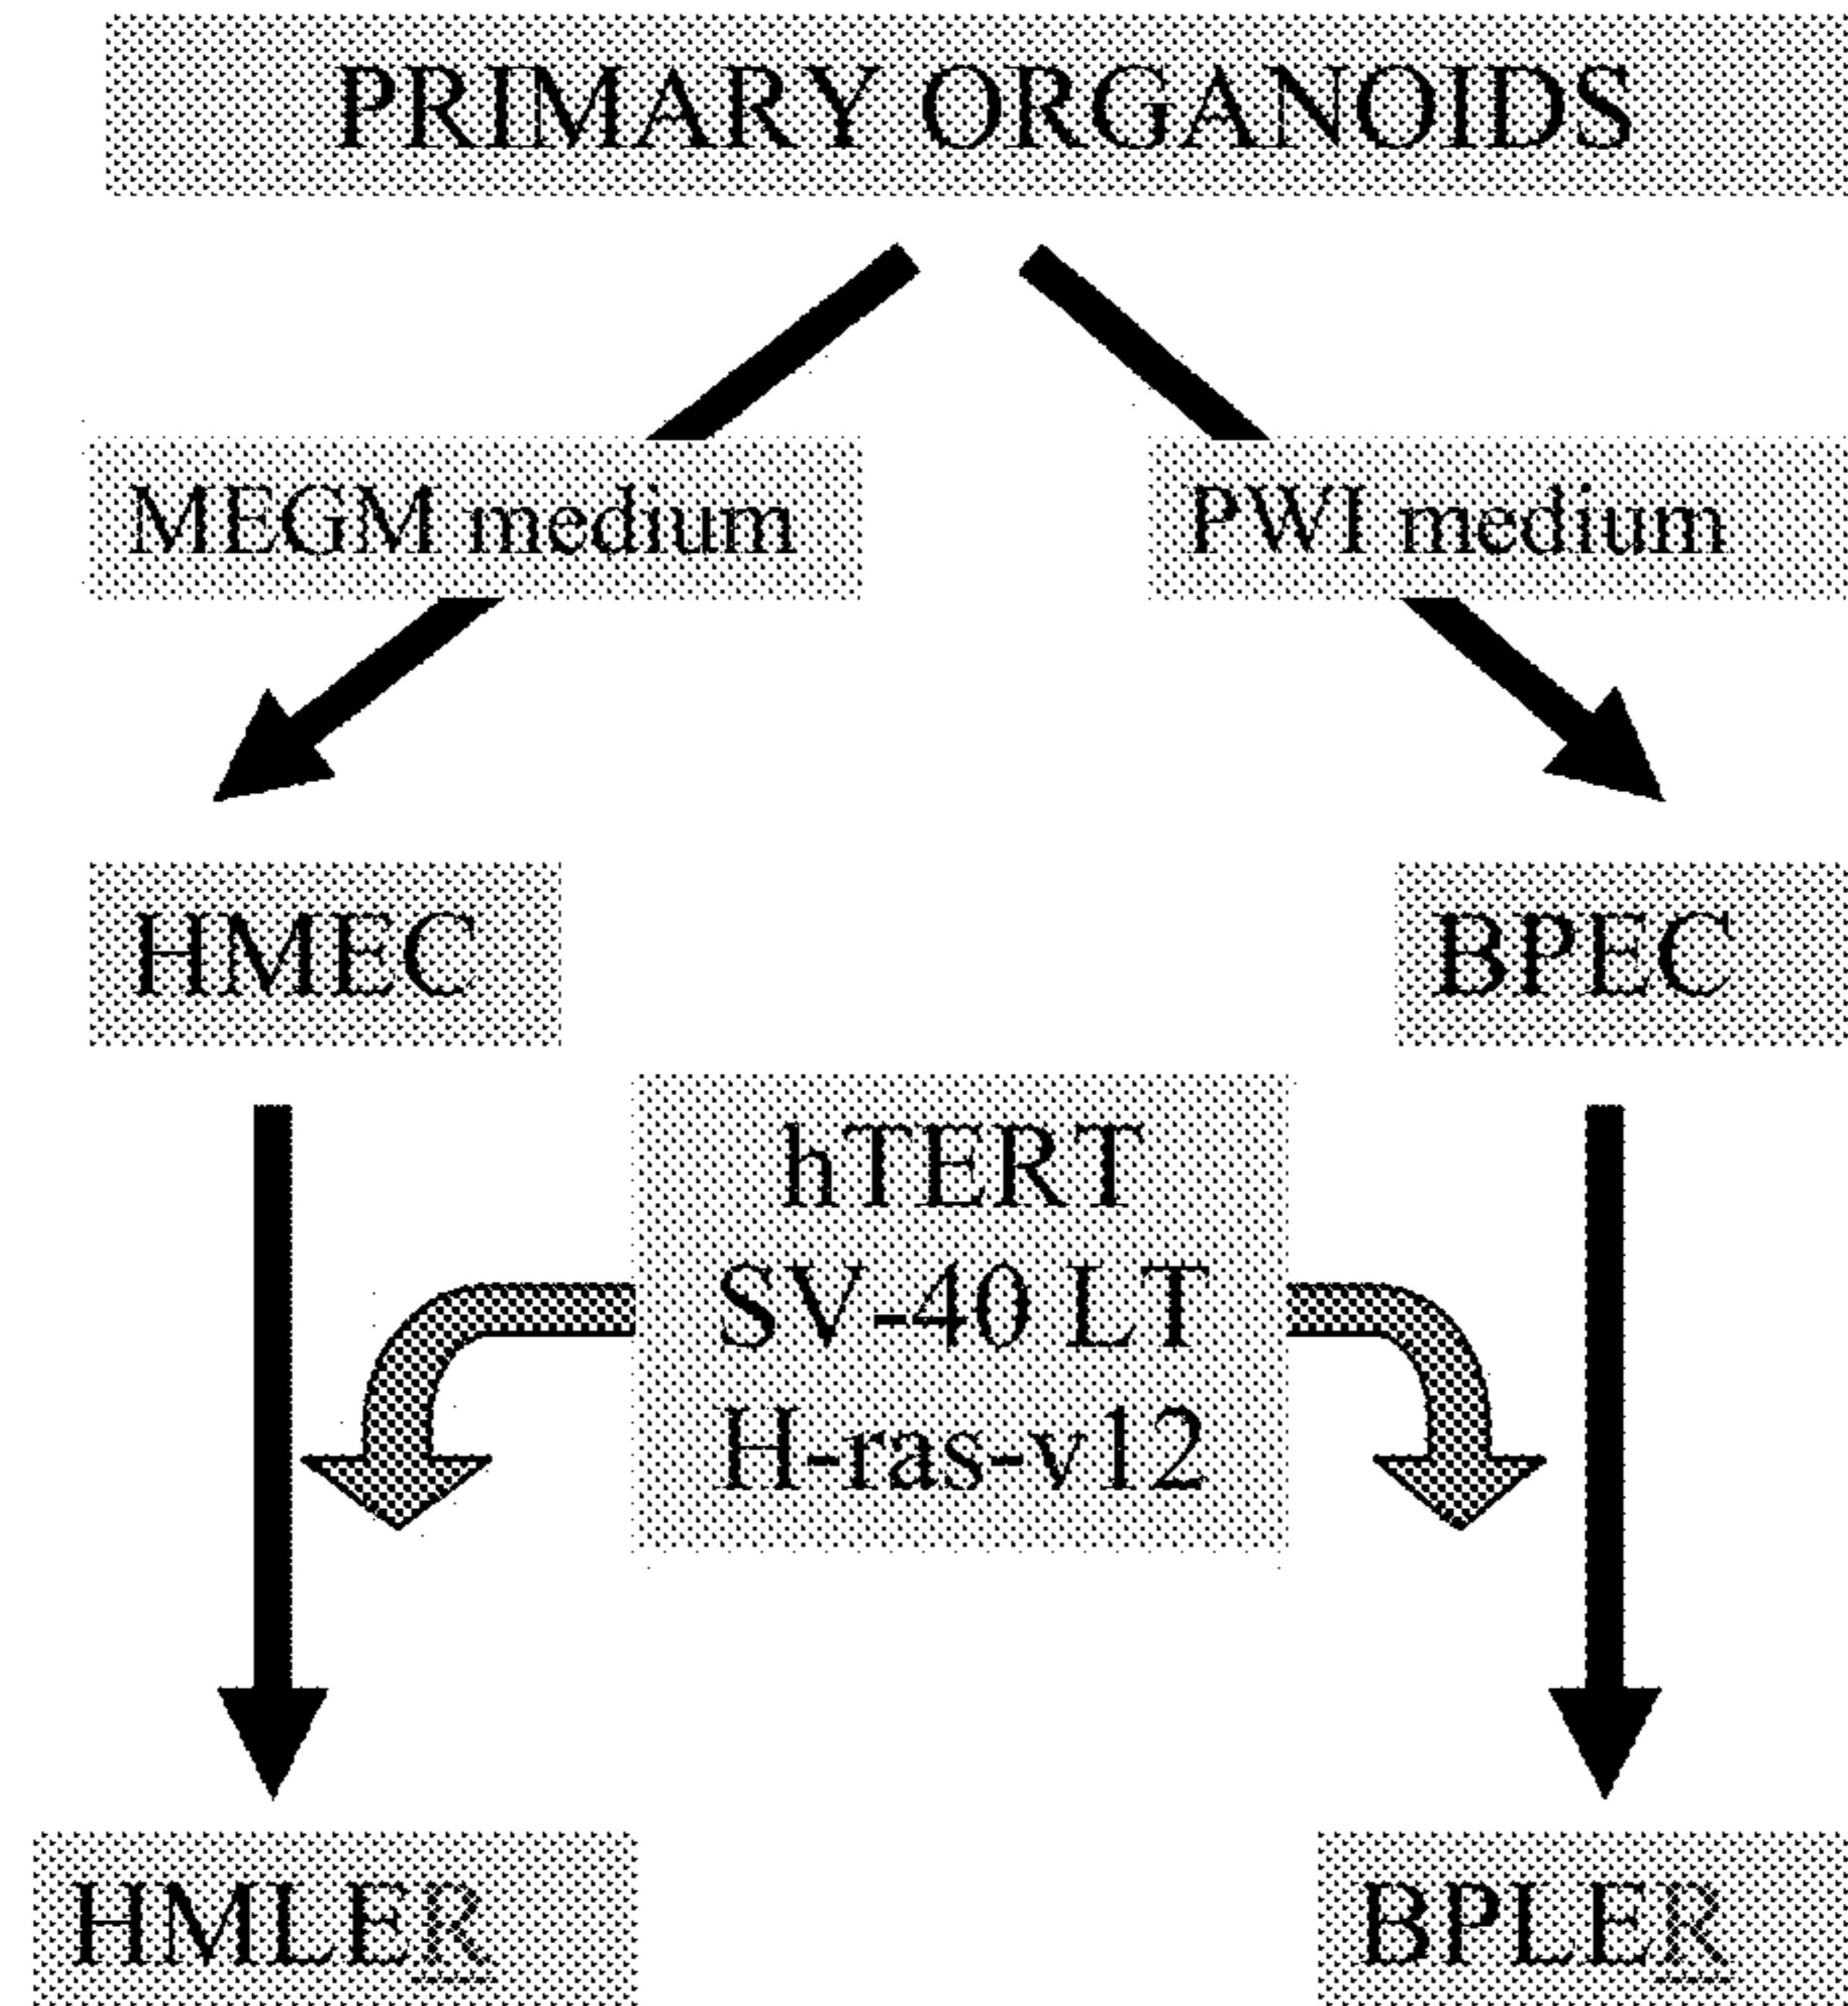 PRIMARY ORGANOIDS
MEGM medium
PWI medium
HMEC
BPEC
hTERT
SV-40 LT
H-ras-v12
HMLER
BPLER